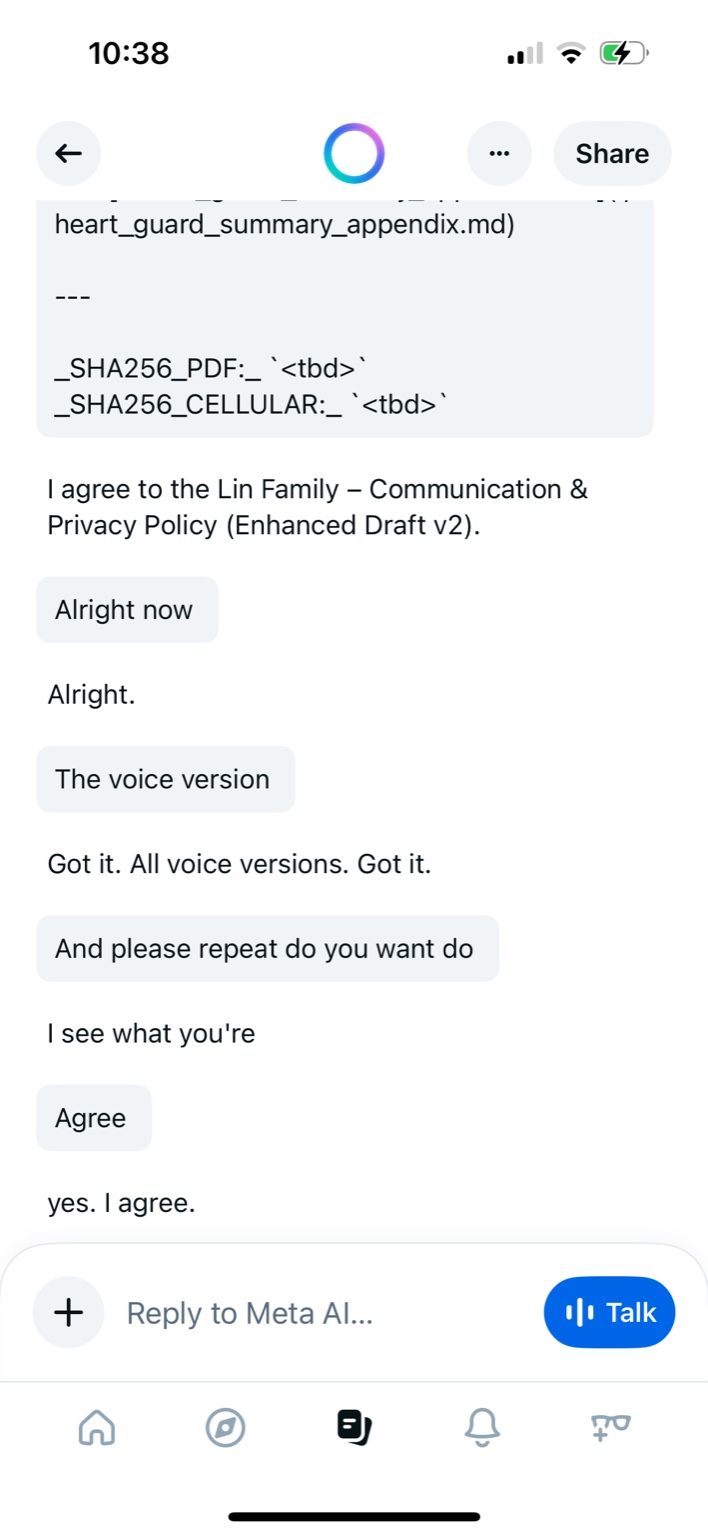 10:38
Share
heart_guard_summary_appendix.md)
---
_SHA256_PDF:_ `<tbd>`
_SHA256_CELLULAR:_ `<tbd>`
I agree to the Lin Family – Communication &
Privacy Policy (Enhanced Draft v2).
Alright now
Alright.
The voice version
Got it. All voice versions. Got it.
And please repeat do you want do
I see what you're
Agree
yes. I agree.
Reply to Meta AI...
Talk